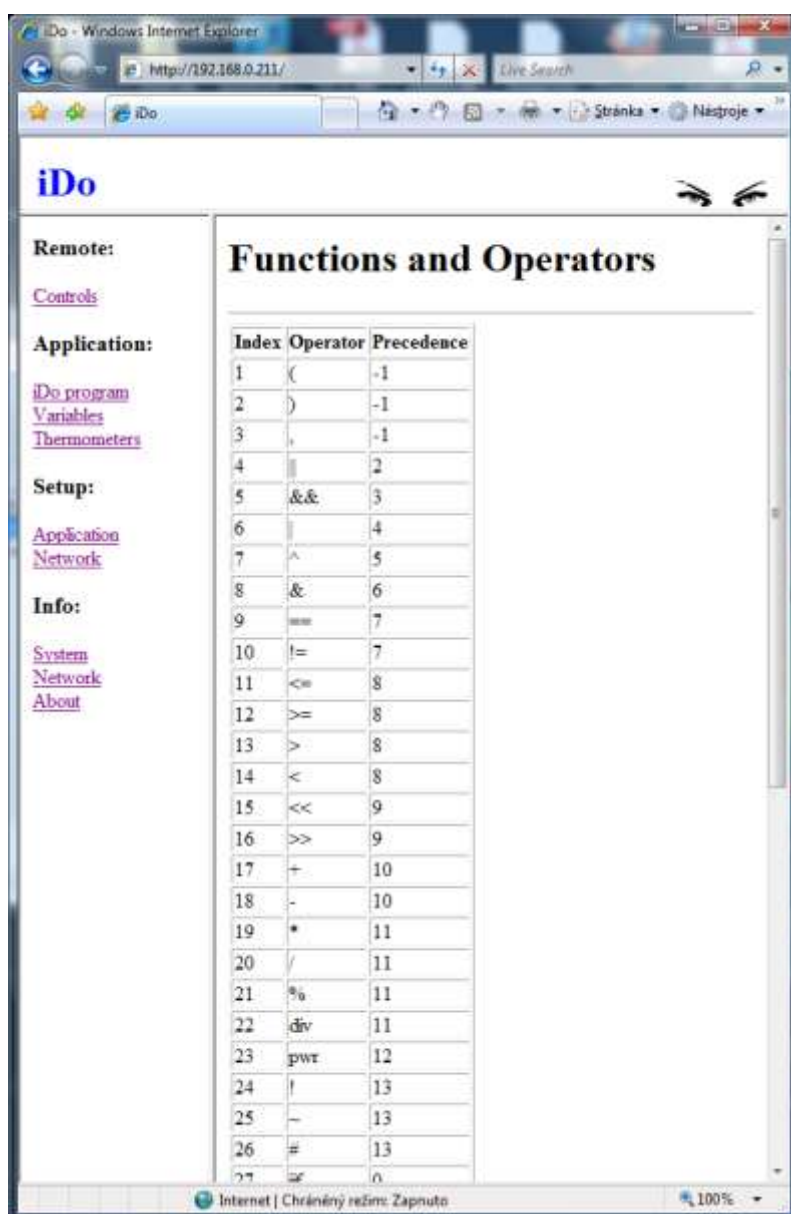 iDo - Windows Internet Explorer
http://192.168.0.211/
Live Search
iDo
Stránka
Nástroje
iDo
Remote:
Controls
Application:
iDo program
Variables
Thermometers
Setup:
Application
Network
Info:
System
Network
About
Functions and Operators
Index Operator Precedence
1 ( -1
2 ) -1
3 , -1
4 || 2
5 && 3
6 | 4
7 ^ 5
8 & 6
9 == 7
10 != 7
11 <= 8
12 >= 8
13 > 8
14 < 8
15 << 9
16 >> 9
17 + 10
18 - 10
19 * 11
20 / 11
21 % 11
22 div 11
23 pwr 12
24 ! 13
25 ~ 13
26 # 13
27 if 0
Internet | Chráněný režim: Zapnuto
100%